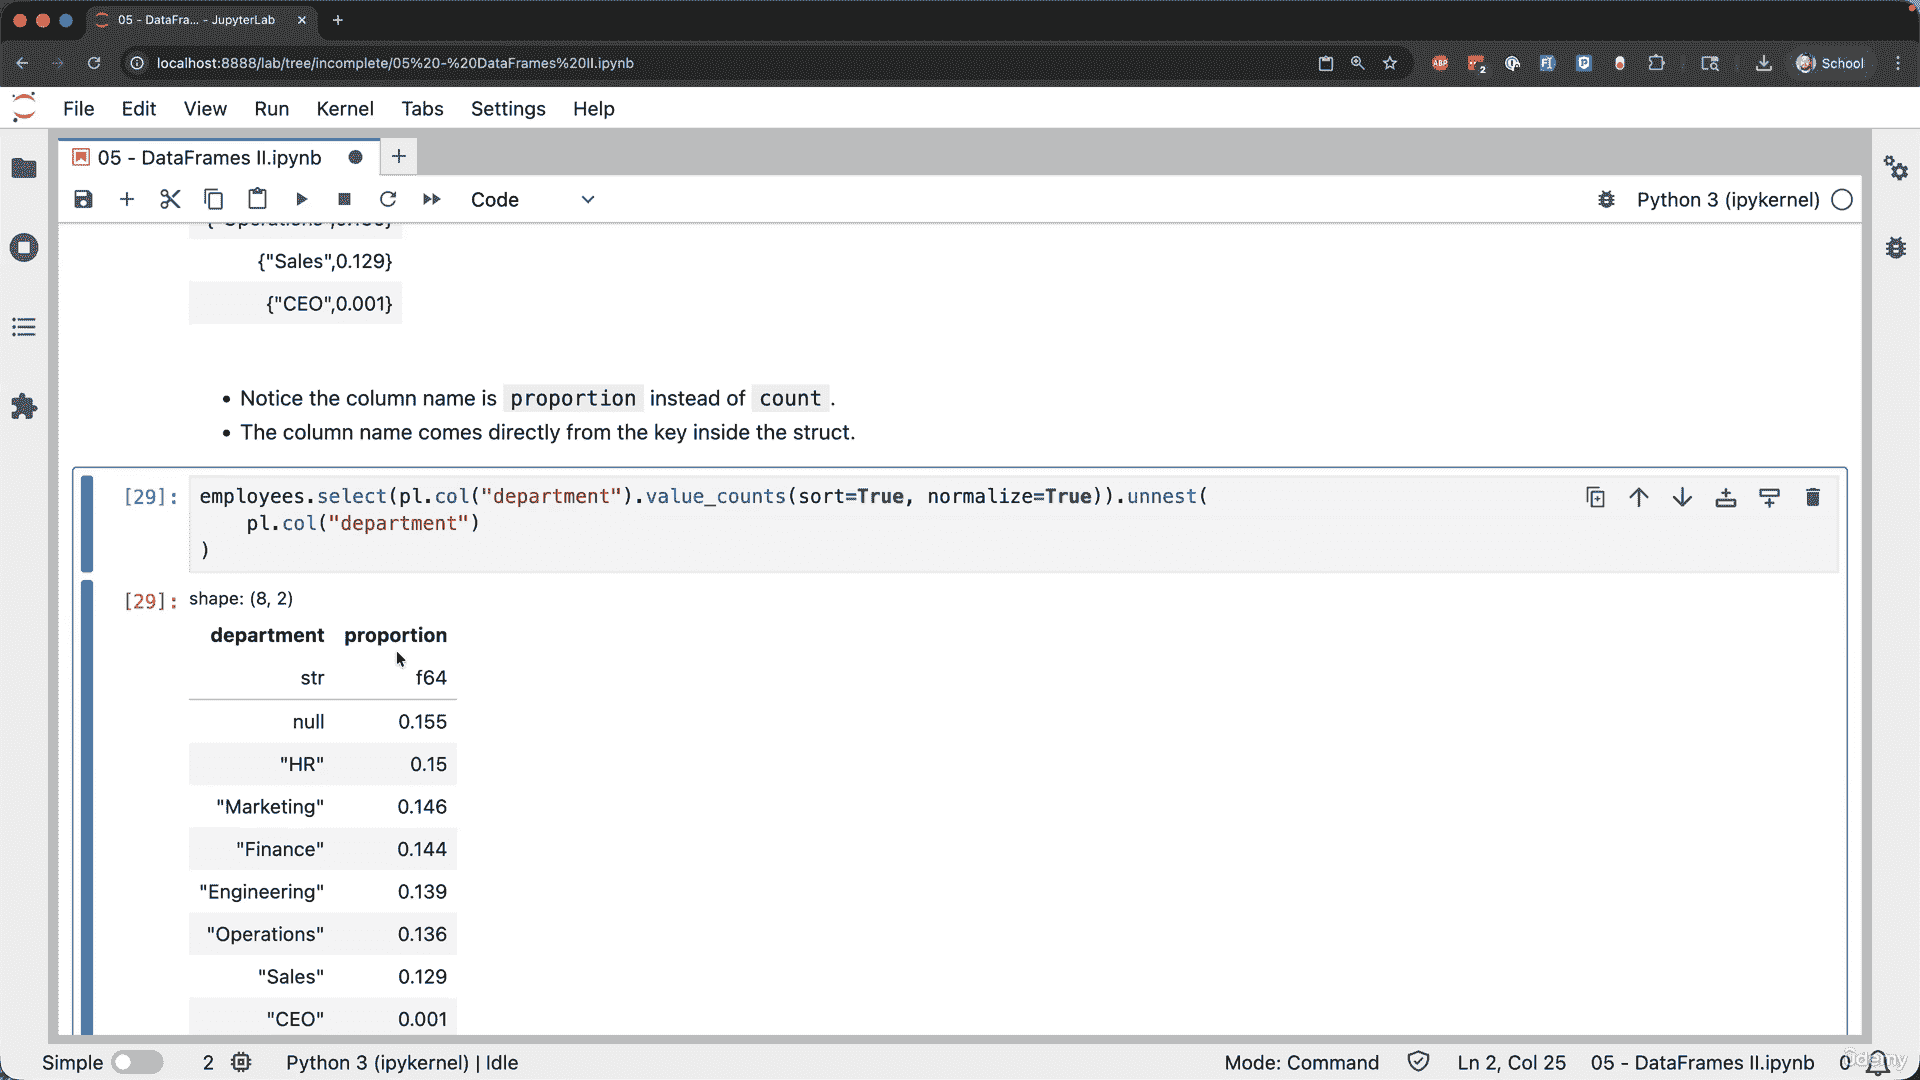 05 - DataFra... - JupyterLab
localhost:8888/lab/tree/incomplete/05%20-%20DataFrames%20II.ipynb
ABP
2
School
File Edit View Run Kernel Tabs Settings Help
05 - DataFrames II.ipynb
Code
Python 3 (ipykernel)
{"Sales",0.129}
{"CEO",0.001}
• Notice the column name is proportion instead of count .
• The column name comes directly from the key inside the struct.
[29]: employees.select(pl.col("department").value_counts(sort=True, normalize=True)).unnest(
pl.col("department")
)
[29]: shape: (8, 2)
department proportion
str f64
null 0.155
"HR" 0.15
"Marketing" 0.146
"Finance" 0.144
"Engineering" 0.139
"Operations" 0.136
"Sales" 0.129
"CEO" 0.001
Simple 2 Python 3 (ipykernel) | Idle Mode: Command Ln 2, Col 25 05 - DataFrames II.ipynb 0